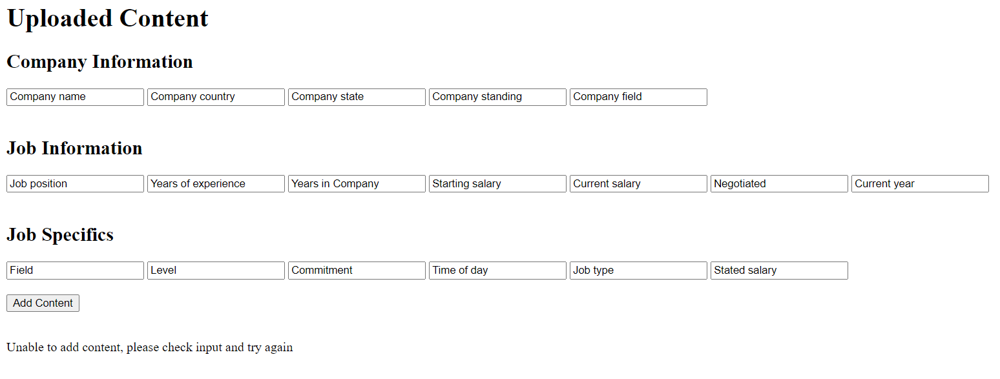 Uploaded Content
Company Information
Company name Company country Company state Company standing Company field
Job Information
Job position Years of experience Years in Company Starting salary Current salary Negotiated Current year
Job Specifics
Field Level Commitment Time of day Job type Stated salary
Add Content
Unable to add content, please check input and try again